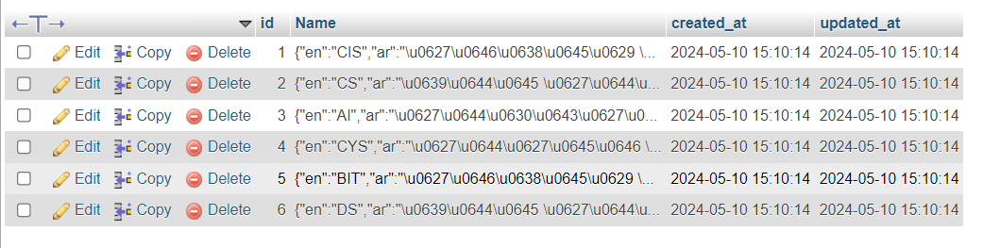 id Name created_at updated_at
Edit Copy Delete 1 {"en":"CIS","ar":"\u0627\u0646\u0638\u0645\u0629 \... 2024-05-10 15:10:14 2024-05-10 15:10:14
Edit Copy Delete 2 {"en":"CS","ar":"\u0639\u0644\u0645 \u0627\u0644\u... 2024-05-10 15:10:14 2024-05-10 15:10:14
Edit Copy Delete 3 {"en":"AI","ar":"\u0627\u0644\u0630\u0643\u0627\u0... 2024-05-10 15:10:14 2024-05-10 15:10:14
Edit Copy Delete 4 {"en":"CYS","ar":"\u0627\u0644\u0627\u0645\u0646 \... 2024-05-10 15:10:14 2024-05-10 15:10:14
Edit Copy Delete 5 {"en":"BIT","ar":"\u0627\u0646\u0638\u0645\u0629 \... 2024-05-10 15:10:14 2024-05-10 15:10:14
Edit Copy Delete 6 {"en":"DS","ar":"\u0639\u0644\u0645 \u0627\u0644\u... 2024-05-10 15:10:14 2024-05-10 15:10:14